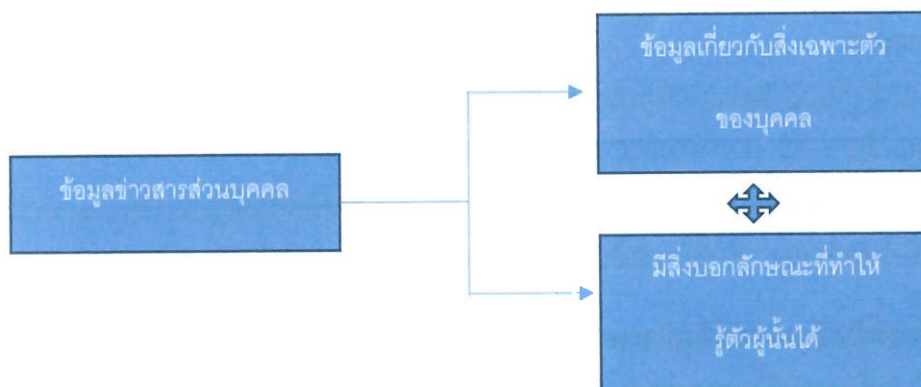 ข้อมูลข่าวสารส่วนบุคคล
ข้อมูลเกี่ยวกับสิ่งเฉพาะตัว
ของบุคคล
มีสิ่งบอกลักษณะที่ทำให้
รู้ตัวผู้นั้นได้